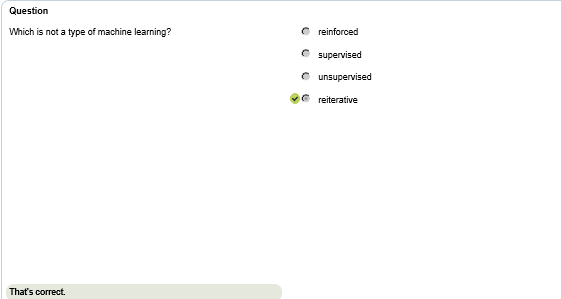 Question
Which is not a type of machine learning?
reinforced
supervised
unsupervised
reiterative
That's correct.